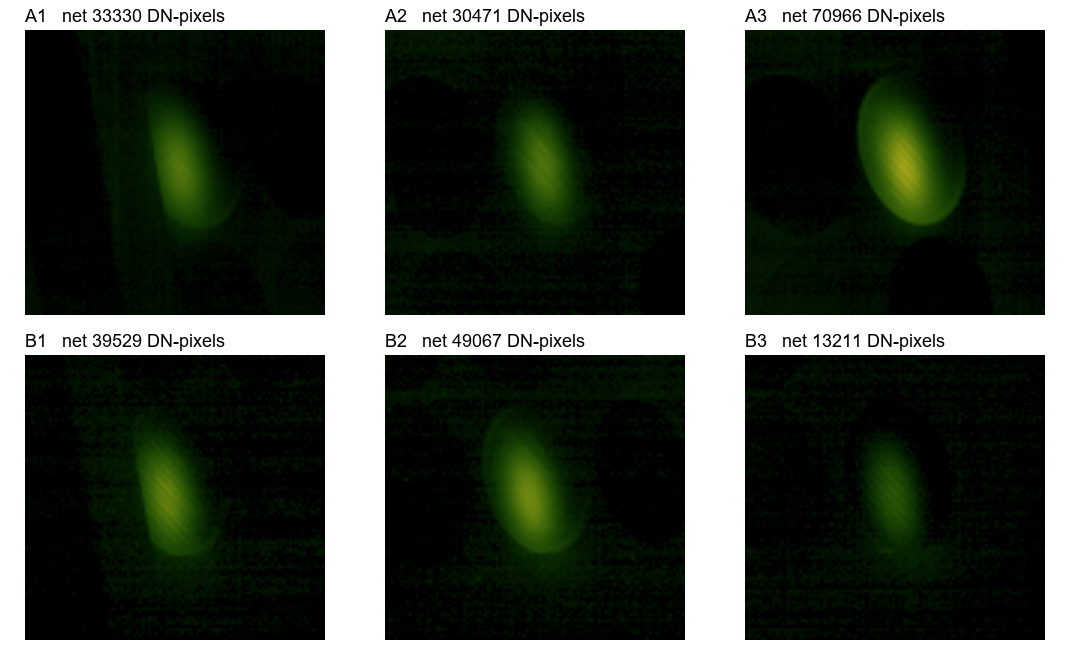 A1 net 33330 DN-pixels
A2 net 30471 DN-pixels
A3 net 70966 DN-pixels
B1 net 39529 DN-pixels
B2 net 49067 DN-pixels
B3 net 13211 DN-pixels